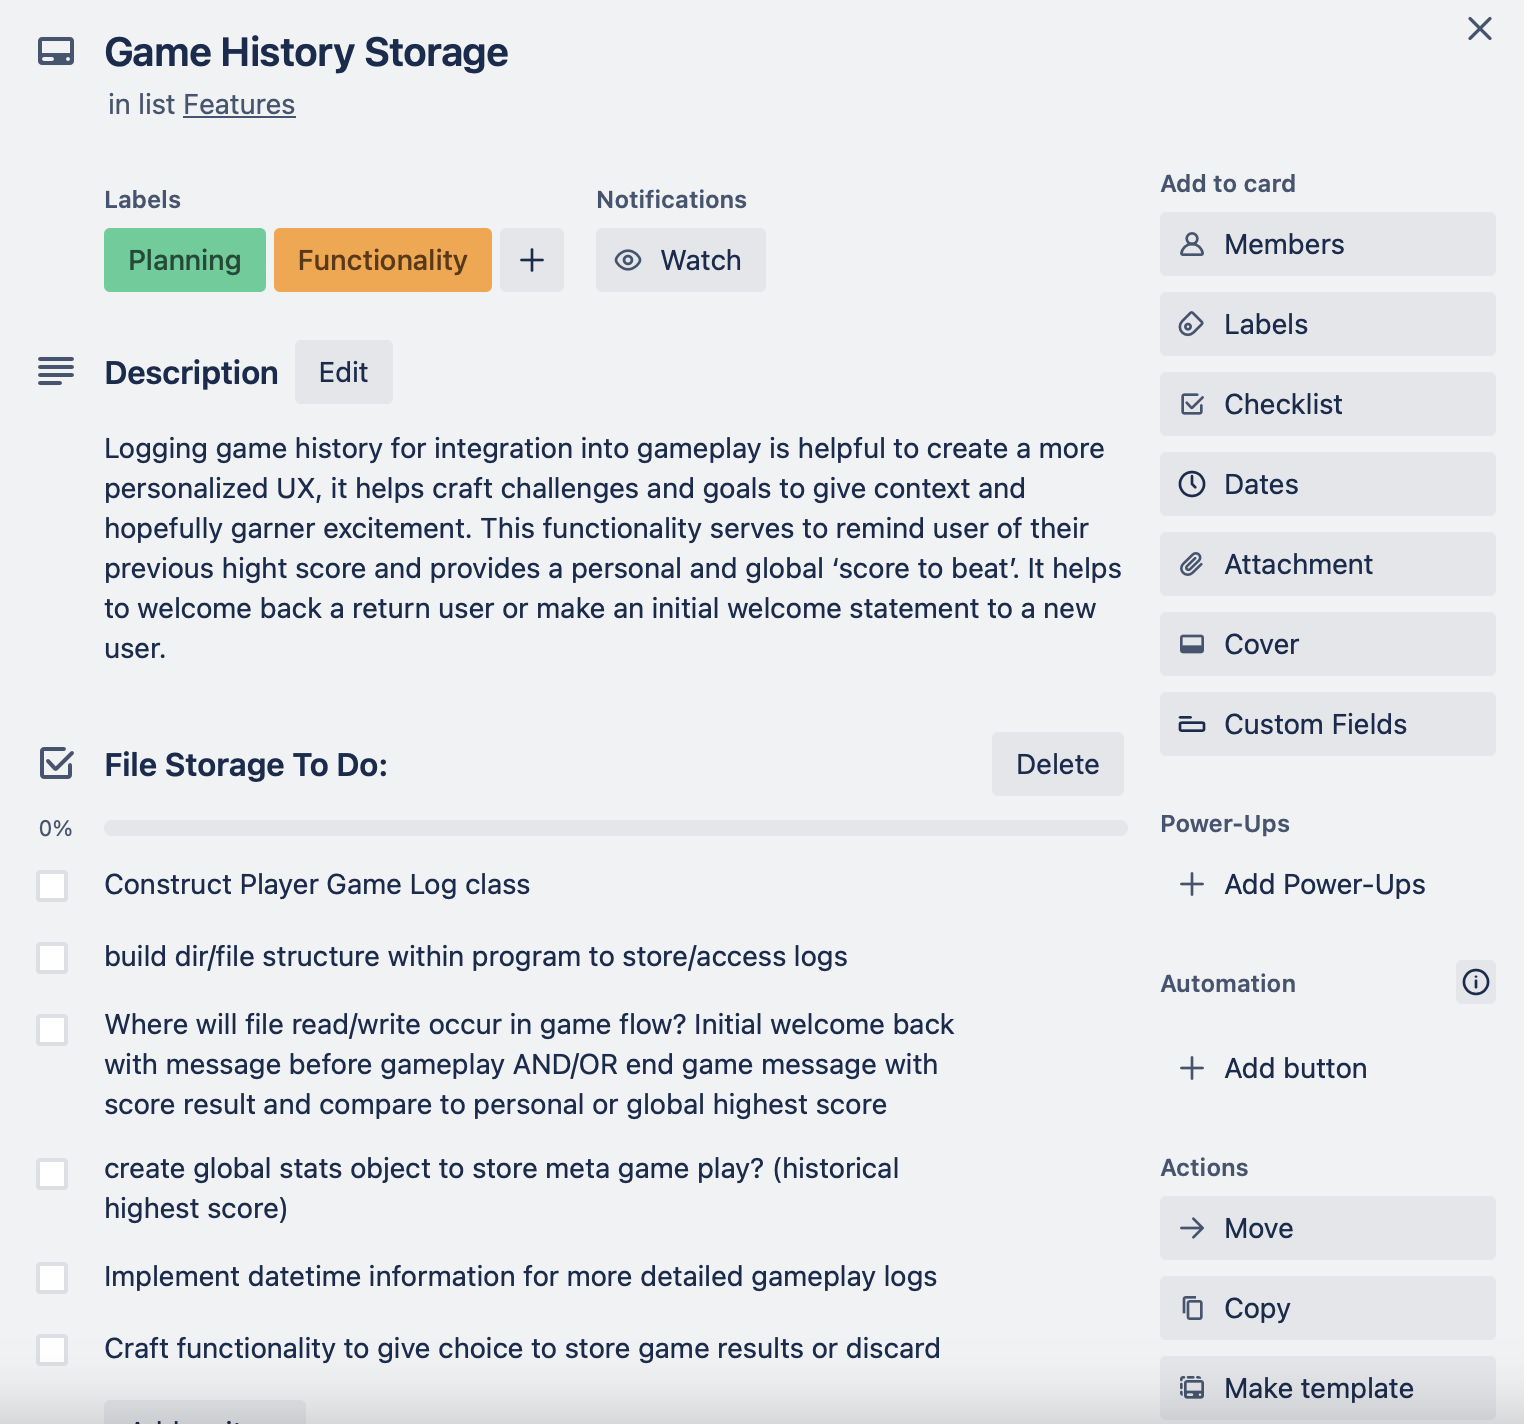 Game History Storage
in list Features
Labels
Planning
Functionality
Notifications
Watch
Description
Edit
Logging game history for integration into gameplay is helpful to create a more
personalized UX, it helps craft challenges and goals to give context and
hopefully garner excitement. This functionality serves to remind user of their
previous hight score and provides a personal and global ‘score to beat’. It helps
to welcome back a return user or make an initial welcome statement to a new
user.
File Storage To Do:
Delete
0%
Construct Player Game Log class
build dir/file structure within program to store/access logs
Where will file read/write occur in game flow? Initial welcome back
with message before gameplay AND/OR end game message with
score result and compare to personal or global highest score
create global stats object to store meta game play? (historical
highest score)
Implement datetime information for more detailed gameplay logs
Craft functionality to give choice to store game results or discard
Add to card
Members
Labels
Checklist
Dates
Attachment
Cover
Custom Fields
Power-Ups
Add Power-Ups
Automation
Add button
Actions
Move
Copy
Make template